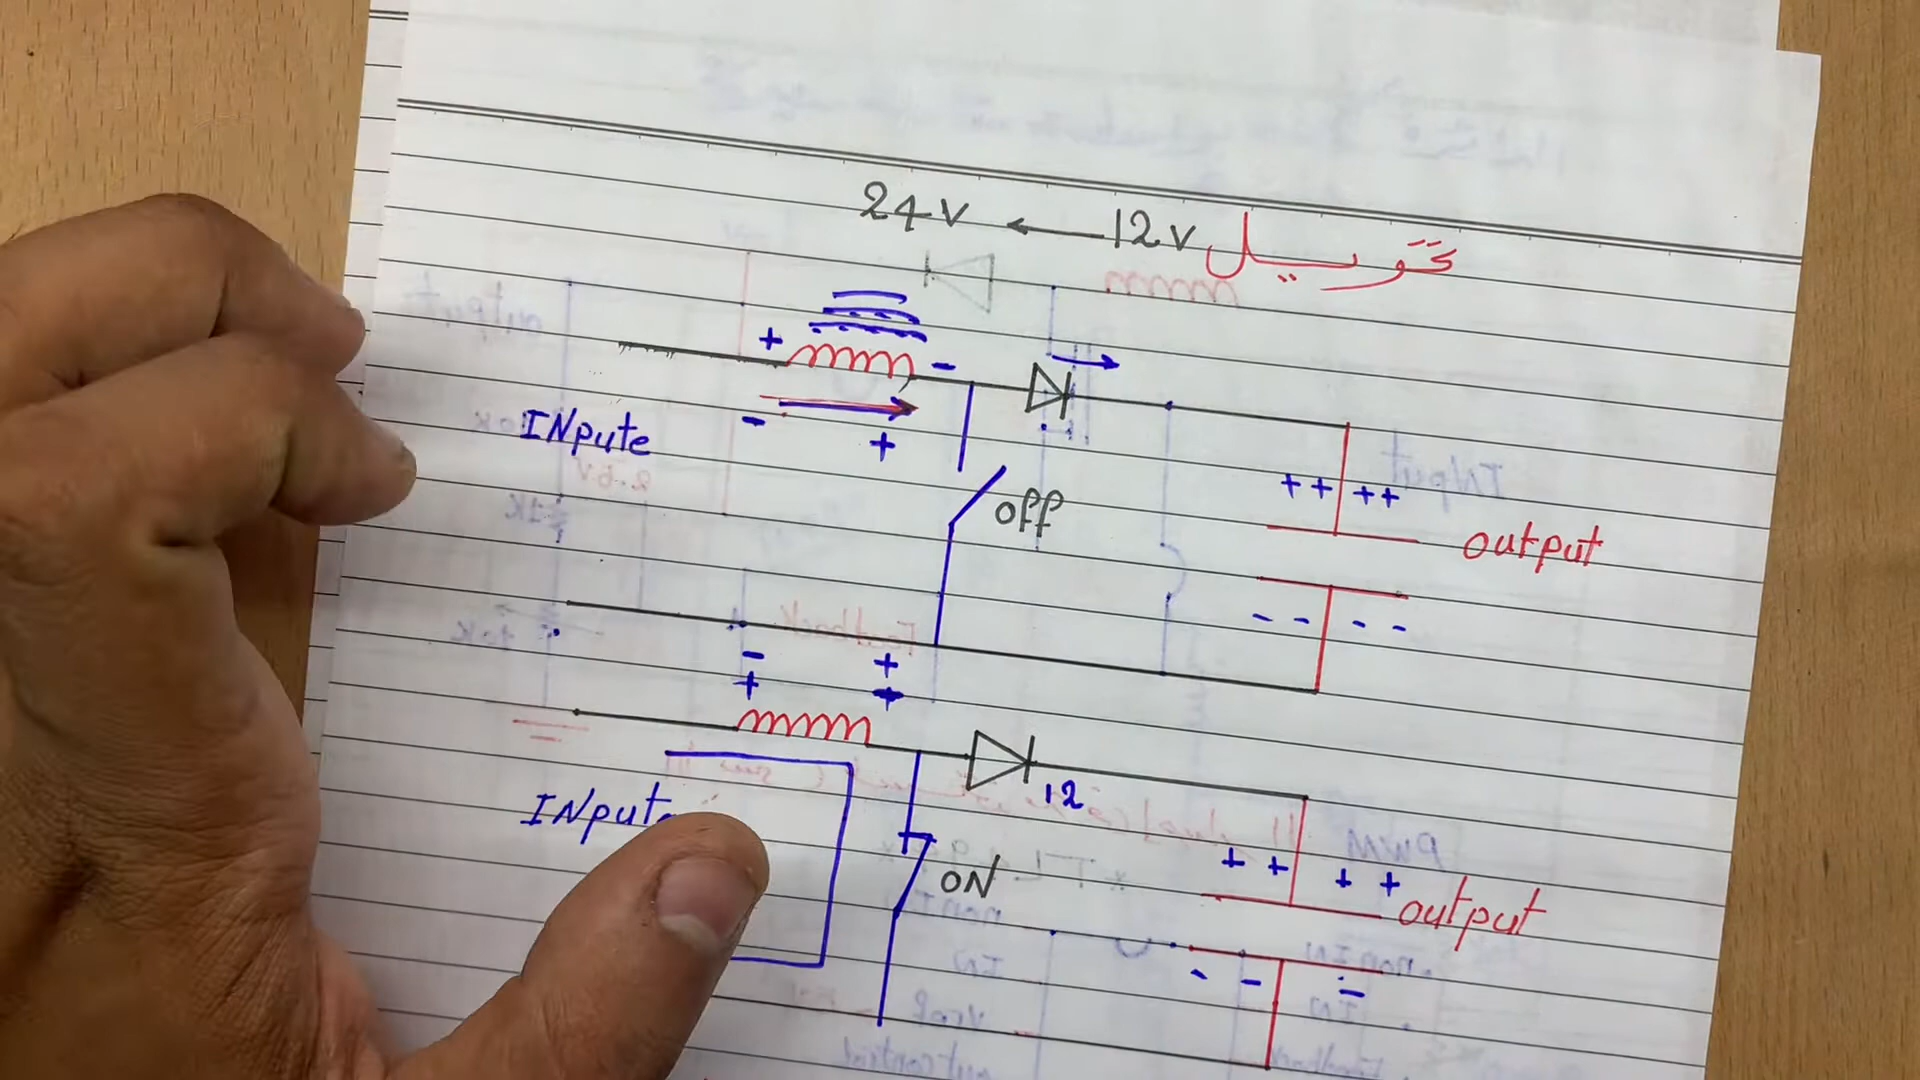 تحويل 12V ← 24V
+ -
INpute
- +
off
++ ++
output
-- --
- +
+ +
INpute
12
ON
+ + + +
output
- - -